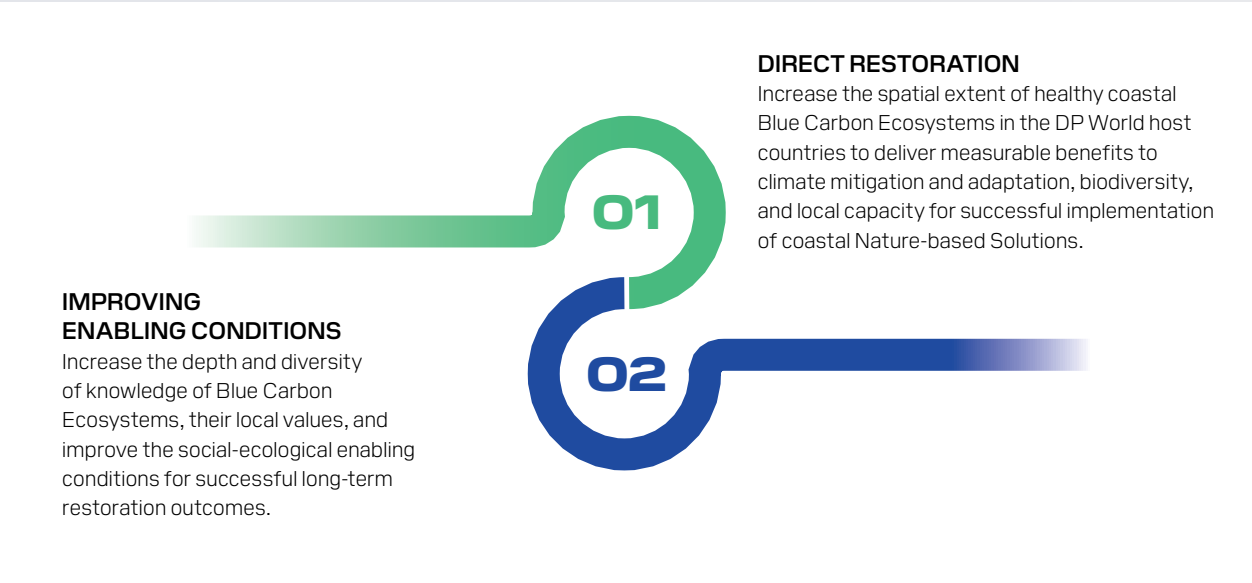 01
DIRECT RESTORATION
Increase the spatial extent of healthy coastal
Blue Carbon Ecosystems in the DP World host
countries to deliver measurable benefits to
climate mitigation and adaptation, biodiversity,
and local capacity for successful implementation
of coastal Nature-based Solutions.
02
IMPROVING
ENABLING CONDITIONS
Increase the depth and diversity
of knowledge of Blue Carbon
Ecosystems, their local values, and
improve the social-ecological enabling
conditions for successful long-term
restoration outcomes.